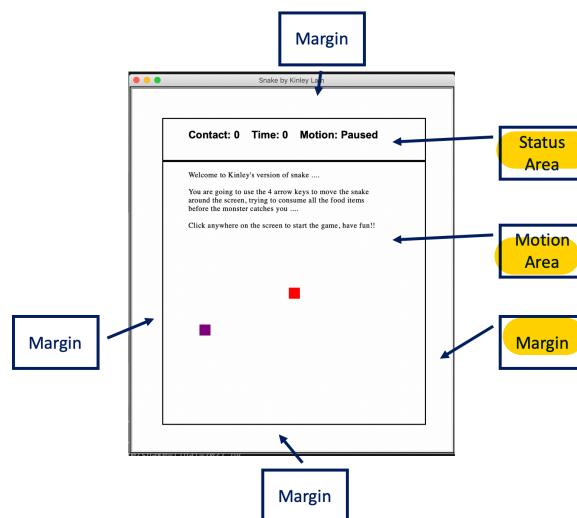 Margin
Snake by Kinley Lam
Contact: 0 Time: 0 Motion: Paused
Status
Area
Welcome to Kinley's version of snake ....
You are going to use the 4 arrow keys to move the snake
around the screen, trying to consume all the food items
before the monster catches you ....
Click anywhere on the screen to start the game, have fun!!
Motion
Area
Margin
Margin
Margin